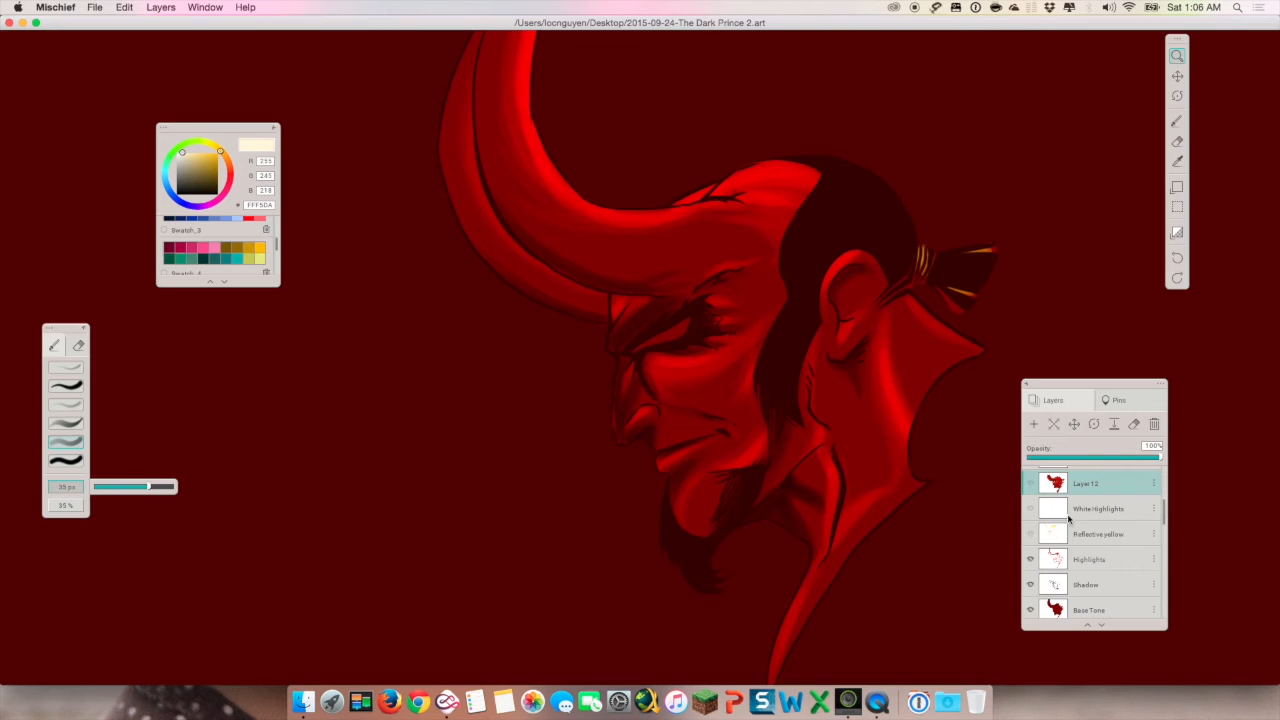 Mischief File Edit Layers Window Help Sat 1:06 AM
/Users/locnguyen/Desktop/2015-09-24-The Dark Prince 2.art
R 255
G 245
B 218
# FFF5DA
Swatch_3
Swatch_4
35 px
35 %
Layers Pins
Opacity: 100%
Layer 12
White Highlights
Reflective yellow
Highlights
Shadow
Base Tone